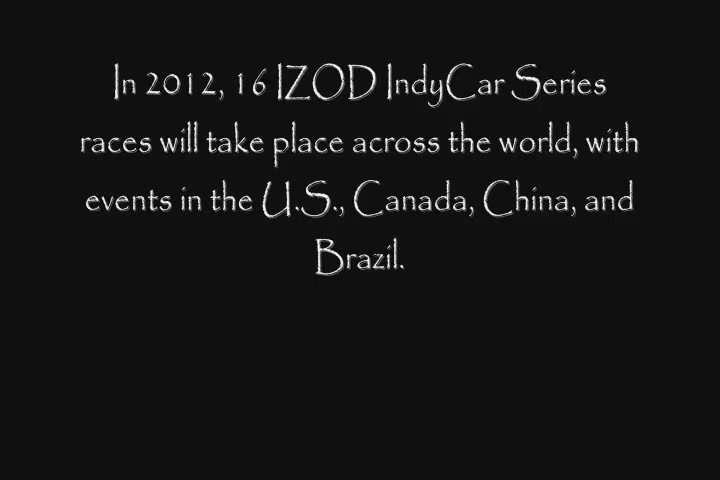 In 2012, 16 IZOD IndyCar Series
races will take place across the world, with
events in the U.S., Canada, China, and
Brazil.